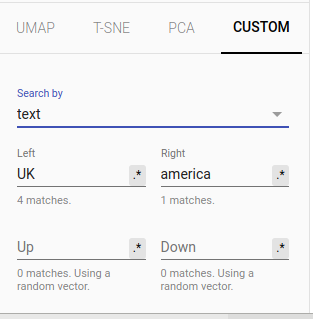 UMAP T-SNE PCA CUSTOM
Search by
text
Left Right
UK .* america .*
4 matches. 1 matches.
Up .* Down .*
0 matches. Using a 0 matches. Using a
random vector. random vector.